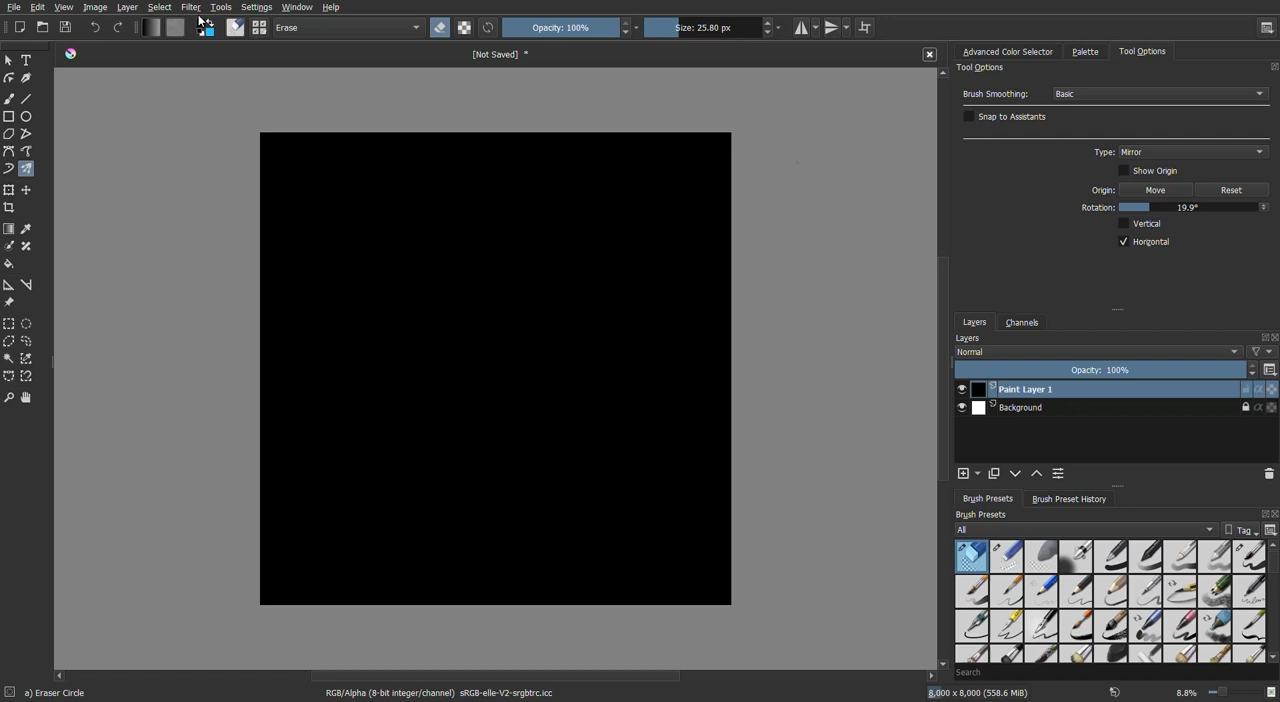 File Edit View Image Layer Select Filter Tools Settings Window Help
Erase Opacity: 100% Size: 25.80 px
[Not Saved] *
Advanced Color Selector Palette Tool Options
Tool Options
Brush Smoothing: Basic
Snap to Assistants
Type: Mirror
Show Origin
Origin: Move Reset
Rotation: 19.9°
Vertical
Horizontal
Layers Channels
Layers
Normal
Opacity: 100%
Paint Layer 1
Background
Brush Presets Brush Preset History
Brush Presets
All Tag
Search
a) Eraser Circle RGB/Alpha (8-bit integer/channel) sRGB-elle-V2-srgbtrc.icc 8,000 x 8,000 (558.6 MiB) 8.8%